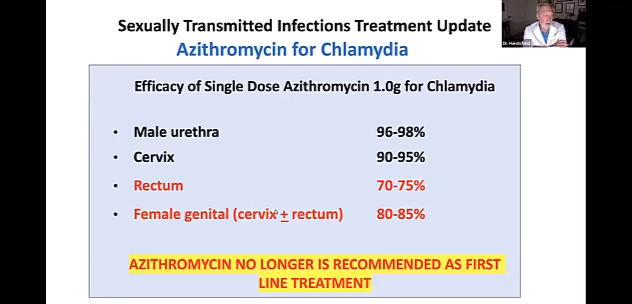 Sexually Transmitted Infections Treatment Update
Azithromycin for Chlamydia
Efficacy of Single Dose Azithromycin 1.0g for Chlamydia
• Male urethra 96-98%
• Cervix 90-95%
• Rectum 70-75%
• Female genital (cervix ± rectum) 80-85%
AZITHROMYCIN NO LONGER IS RECOMMENDED AS FIRST
LINE TREATMENT